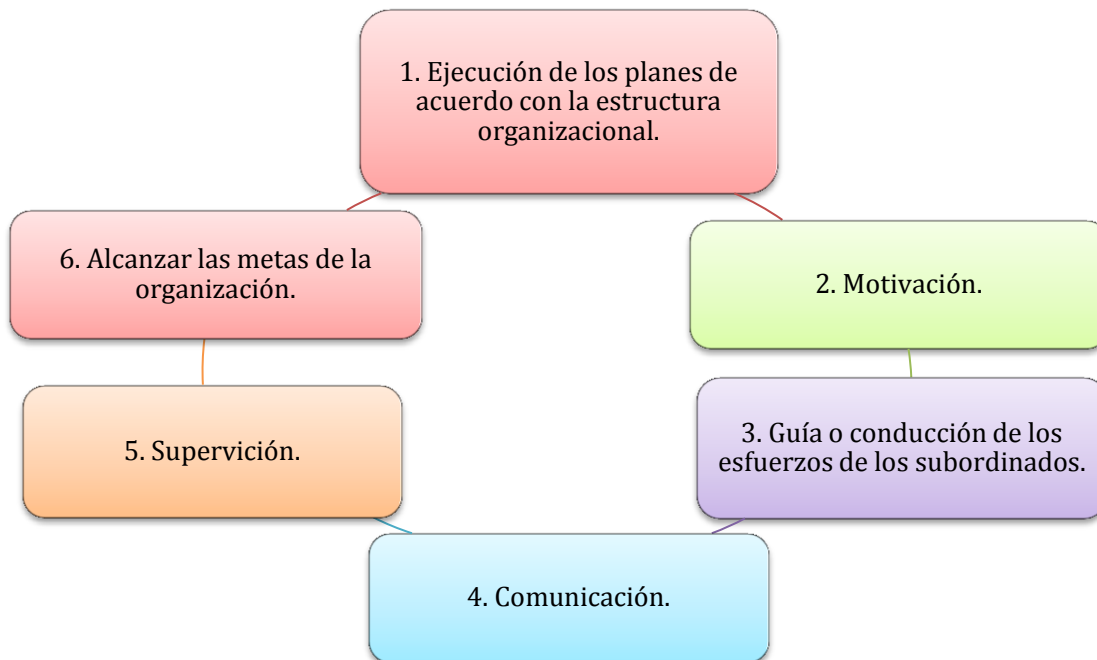 1. Ejecución de los planes de
acuerdo con la estructura
organizacional.
2. Motivación.
3. Guía o conducción de los
esfuerzos de los subordinados.
4. Comunicación.
5. Supervición.
6. Alcanzar las metas de la
organización.